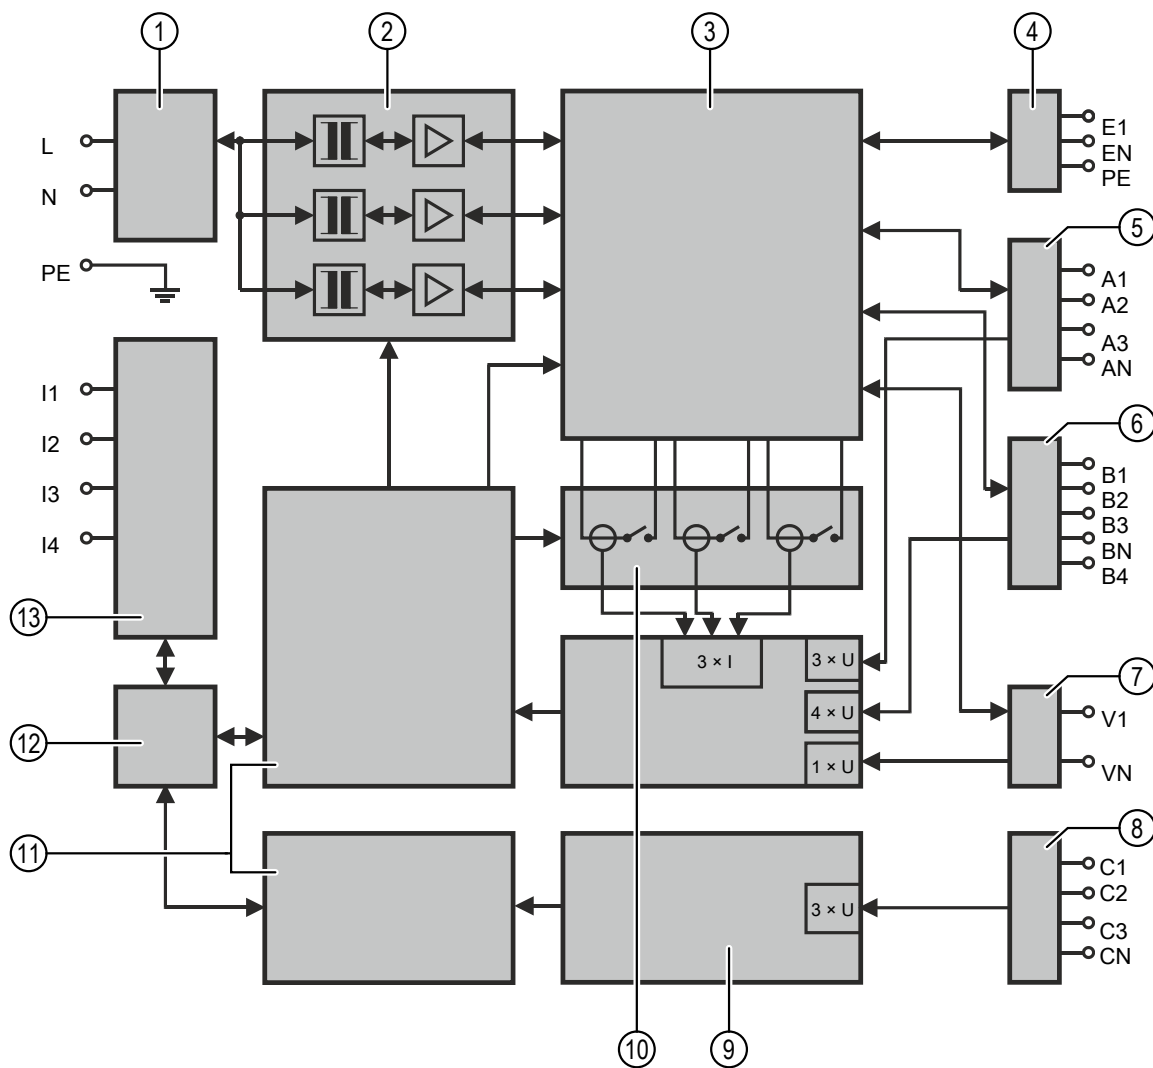 1
2
3
4
L
N
PE
E1
EN
PE
5
A1
A2
A3
AN
I1
I2
I3
I4
6
B1
B2
B3
BN
B4
13
3 × I
3 × U
4 × U
1 × U
7
V1
VN
12
11
8
3 × U
C1
C2
C3
CN
10
9